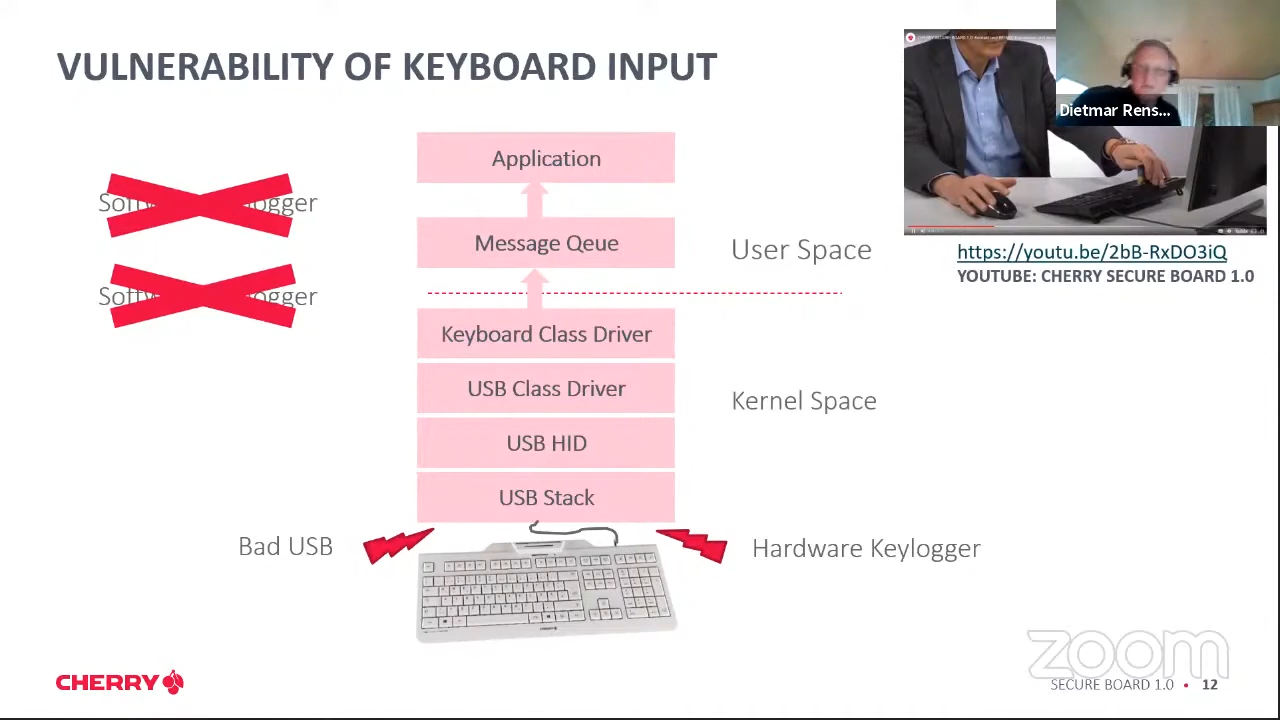 VULNERABILITY OF KEYBOARD INPUT
Dietmar Rens...
Application
Message Qeue
User Space
https://youtu.be/2bB-RxDO3iQ
YOUTUBE: CHERRY SECURE BOARD 1.0
Keyboard Class Driver
USB Class Driver
Kernel Space
USB HID
USB Stack
Bad USB
Hardware Keylogger
zoom
CHERRY
SECURE BOARD 1.0 • 12